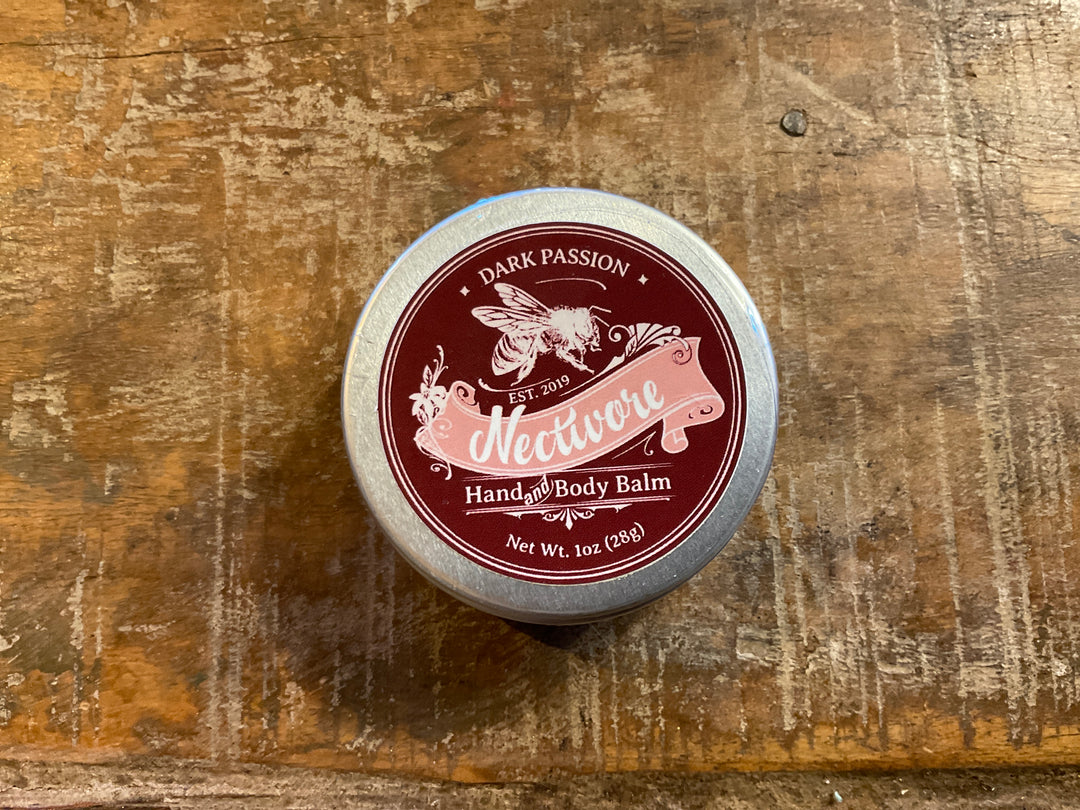 DARK PASSION
EST. 2019
Nectivore
Hand and Body Balm
Net Wt. 1oz (28g)